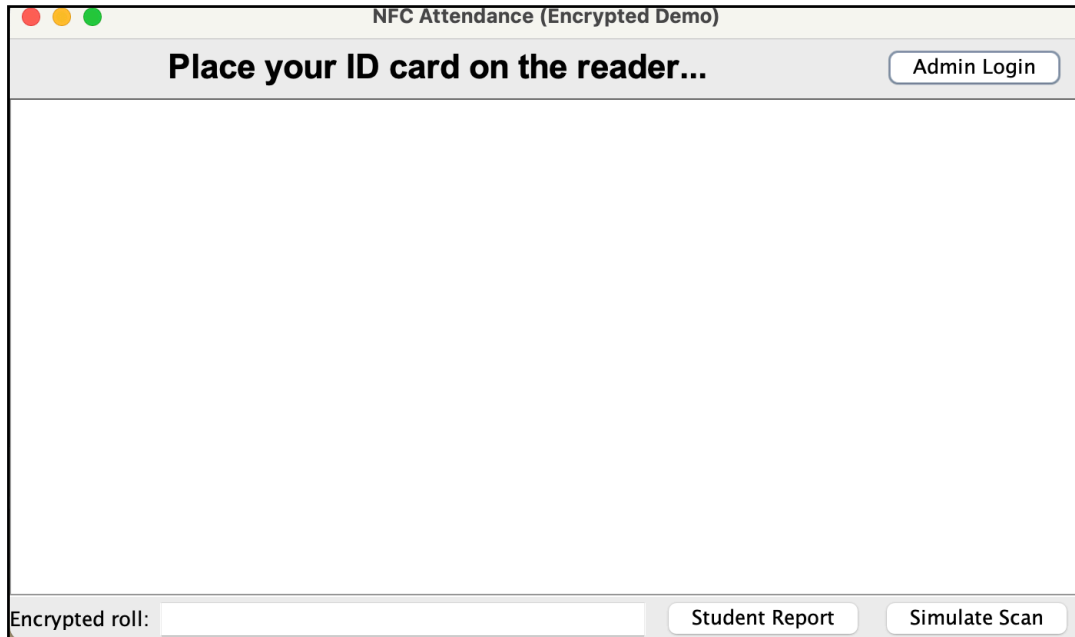 NFC Attendance (Encrypted Demo)
Place your ID card on the reader...
Admin Login
Encrypted roll:
Student Report
Simulate Scan